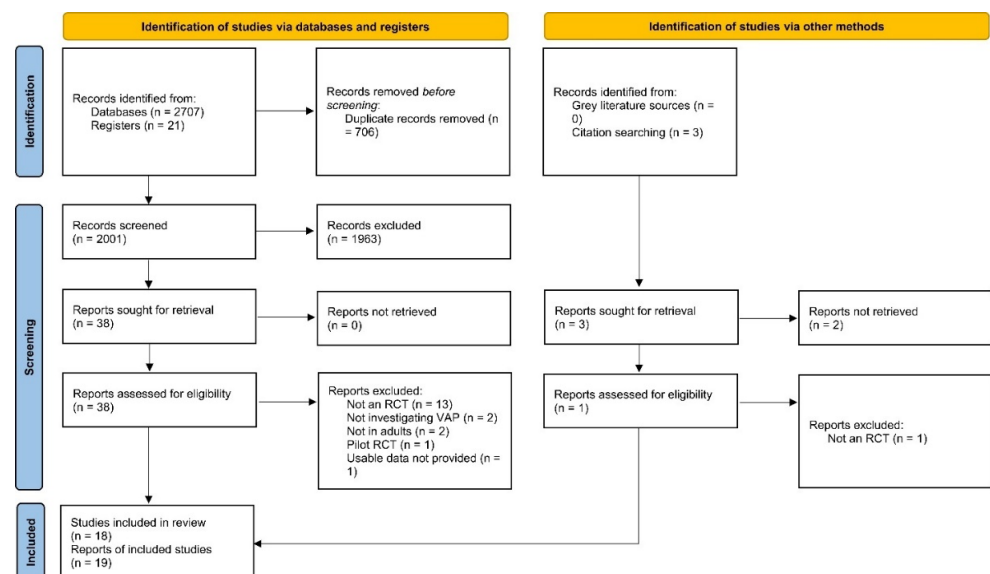 Identification of studies via databases and registers
Identification of studies via other methods
Identification
Records identified from:
Databases (n = 2707)
Registers (n = 21)
Records removed before
screening:
Duplicate records removed (n
= 706)
Records identified from:
Grey literature sources (n =
0)
Citation searching (n = 3)
Screening
Records screened
(n = 2001)
Records excluded
(n = 1963)
Reports sought for retrieval
(n = 38)
Reports not retrieved
(n = 0)
Reports sought for retrieval
(n = 3)
Reports not retrieved
(n = 2)
Reports assessed for eligibility
(n = 38)
Reports excluded:
Not an RCT (n = 13)
Not investigating VAP (n = 2)
Not in adults (n = 2)
Pilot RCT (n = 1)
Usable data not provided (n =
1)
Reports assessed for eligibility
(n = 1)
Reports excluded:
Not an RCT (n = 1)
Included
Studies included in review
(n = 18)
Reports of included studies
(n = 19)